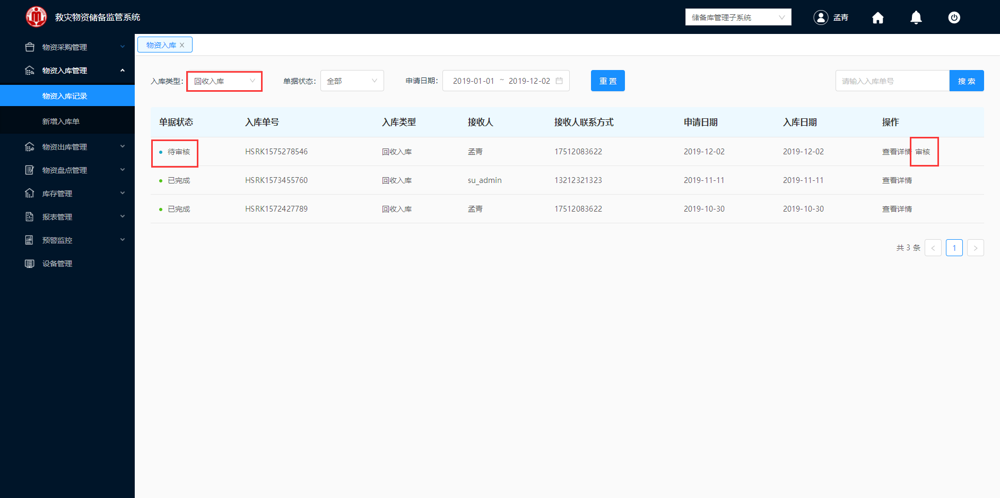 救灾物资储备监管系统
储备库管理子系统
孟青
物资采购管理
物资入库管理
物资入库记录
新增入库单
物资出库管理
物资盘点管理
库存管理
报表管理
预警监控
设备管理
物资入库 X
入库类型: 回收入库 单据状态: 全部 申请日期: 2019-01-01 ~ 2019-12-02 重置 请输入入库单号 搜索
单据状态 入库单号 入库类型 接收人 接收人联系方式 申请日期 入库日期 操作
待审核 HSRK1575278546 回收入库 孟青 17512083622 2019-12-02 2019-12-02 查看详情 审核
已完成 HSRK1573455760 回收入库 su_admin 13212321323 2019-11-11 2019-11-11 查看详情
已完成 HSRK1572427789 回收入库 孟青 17512083622 2019-10-30 2019-10-30 查看详情
共 3 条 < 1 >